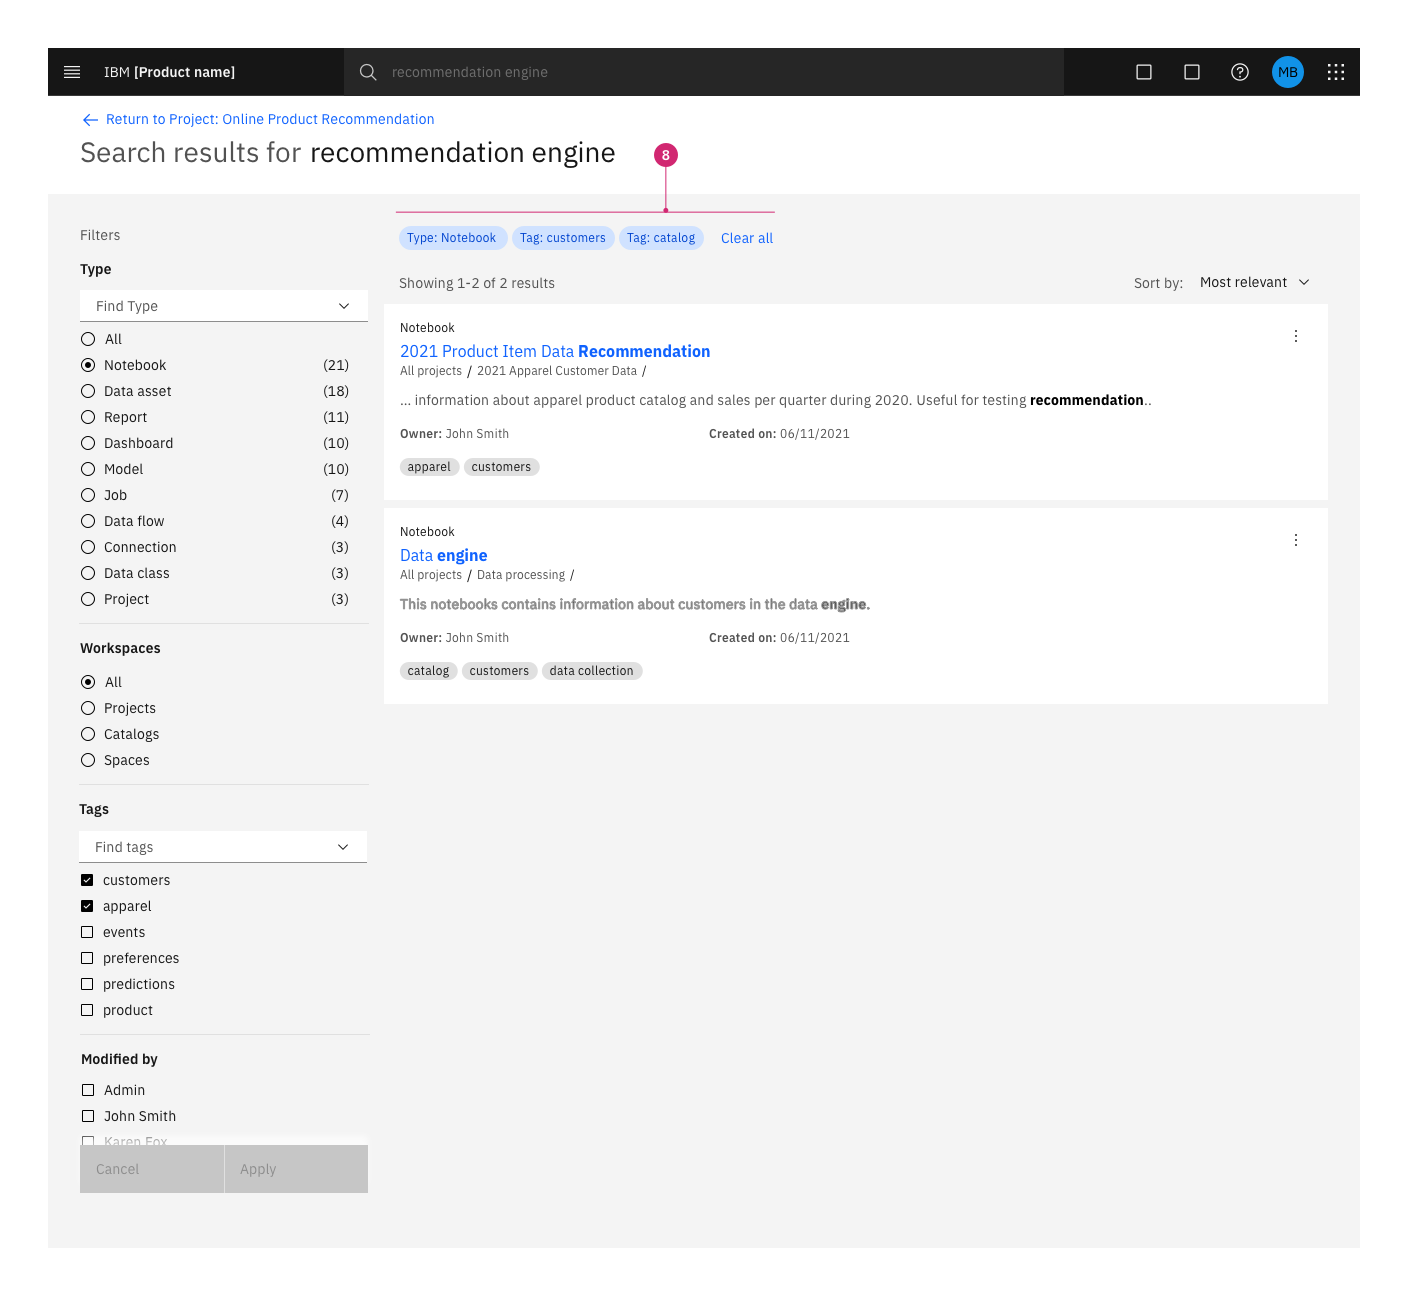 IBM [Product name]
recommendation engine
MB
Return to Project: Online Product Recommendation
Search results for recommendation engine
8
Filters
Type
Find Type
All
Notebook (21)
Data asset (18)
Report (11)
Dashboard (10)
Model (10)
Job (7)
Data flow (4)
Connection (3)
Data class (3)
Project (3)
Workspaces
All
Projects
Catalogs
Spaces
Tags
Find tags
customers
apparel
events
preferences
predictions
product
Modified by
Admin
John Smith
Karen Fox
Cancel Apply
Type: Notebook Tag: customers Tag: catalog Clear all
Showing 1-2 of 2 results Sort by: Most relevant
Notebook
2021 Product Item Data Recommendation
All projects / 2021 Apparel Customer Data /
... information about apparel product catalog and sales per quarter during 2020. Useful for testing recommendation..
Owner: John Smith Created on: 06/11/2021
apparel customers
Notebook
Data engine
All projects / Data processing /
This notebooks contains information about customers in the data engine.
Owner: John Smith Created on: 06/11/2021
catalog customers data collection